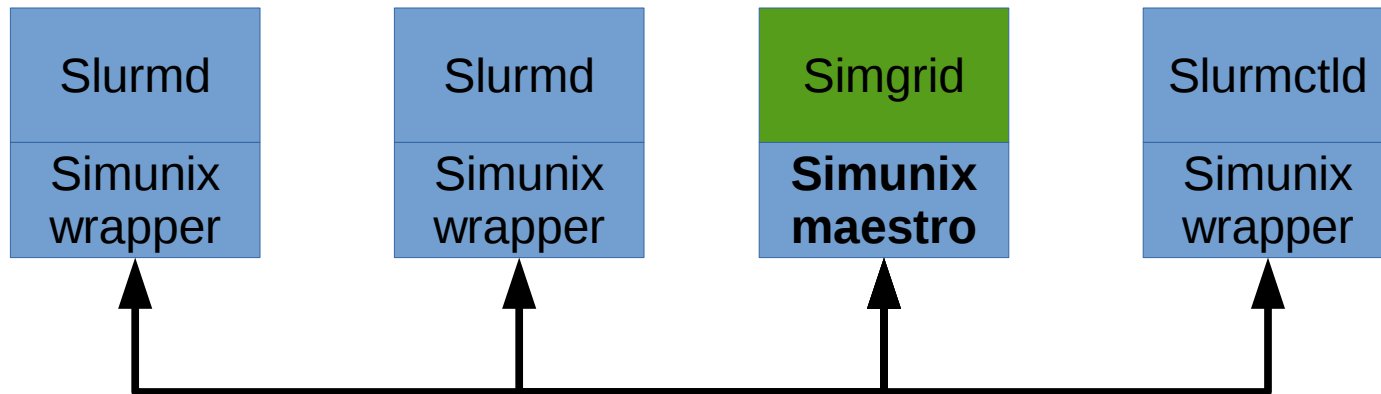 Slurmd
Simunix
wrapper
Slurmd
Simunix
wrapper
Simgrid
Simunix
maestro
Slurmctld
Simunix
wrapper